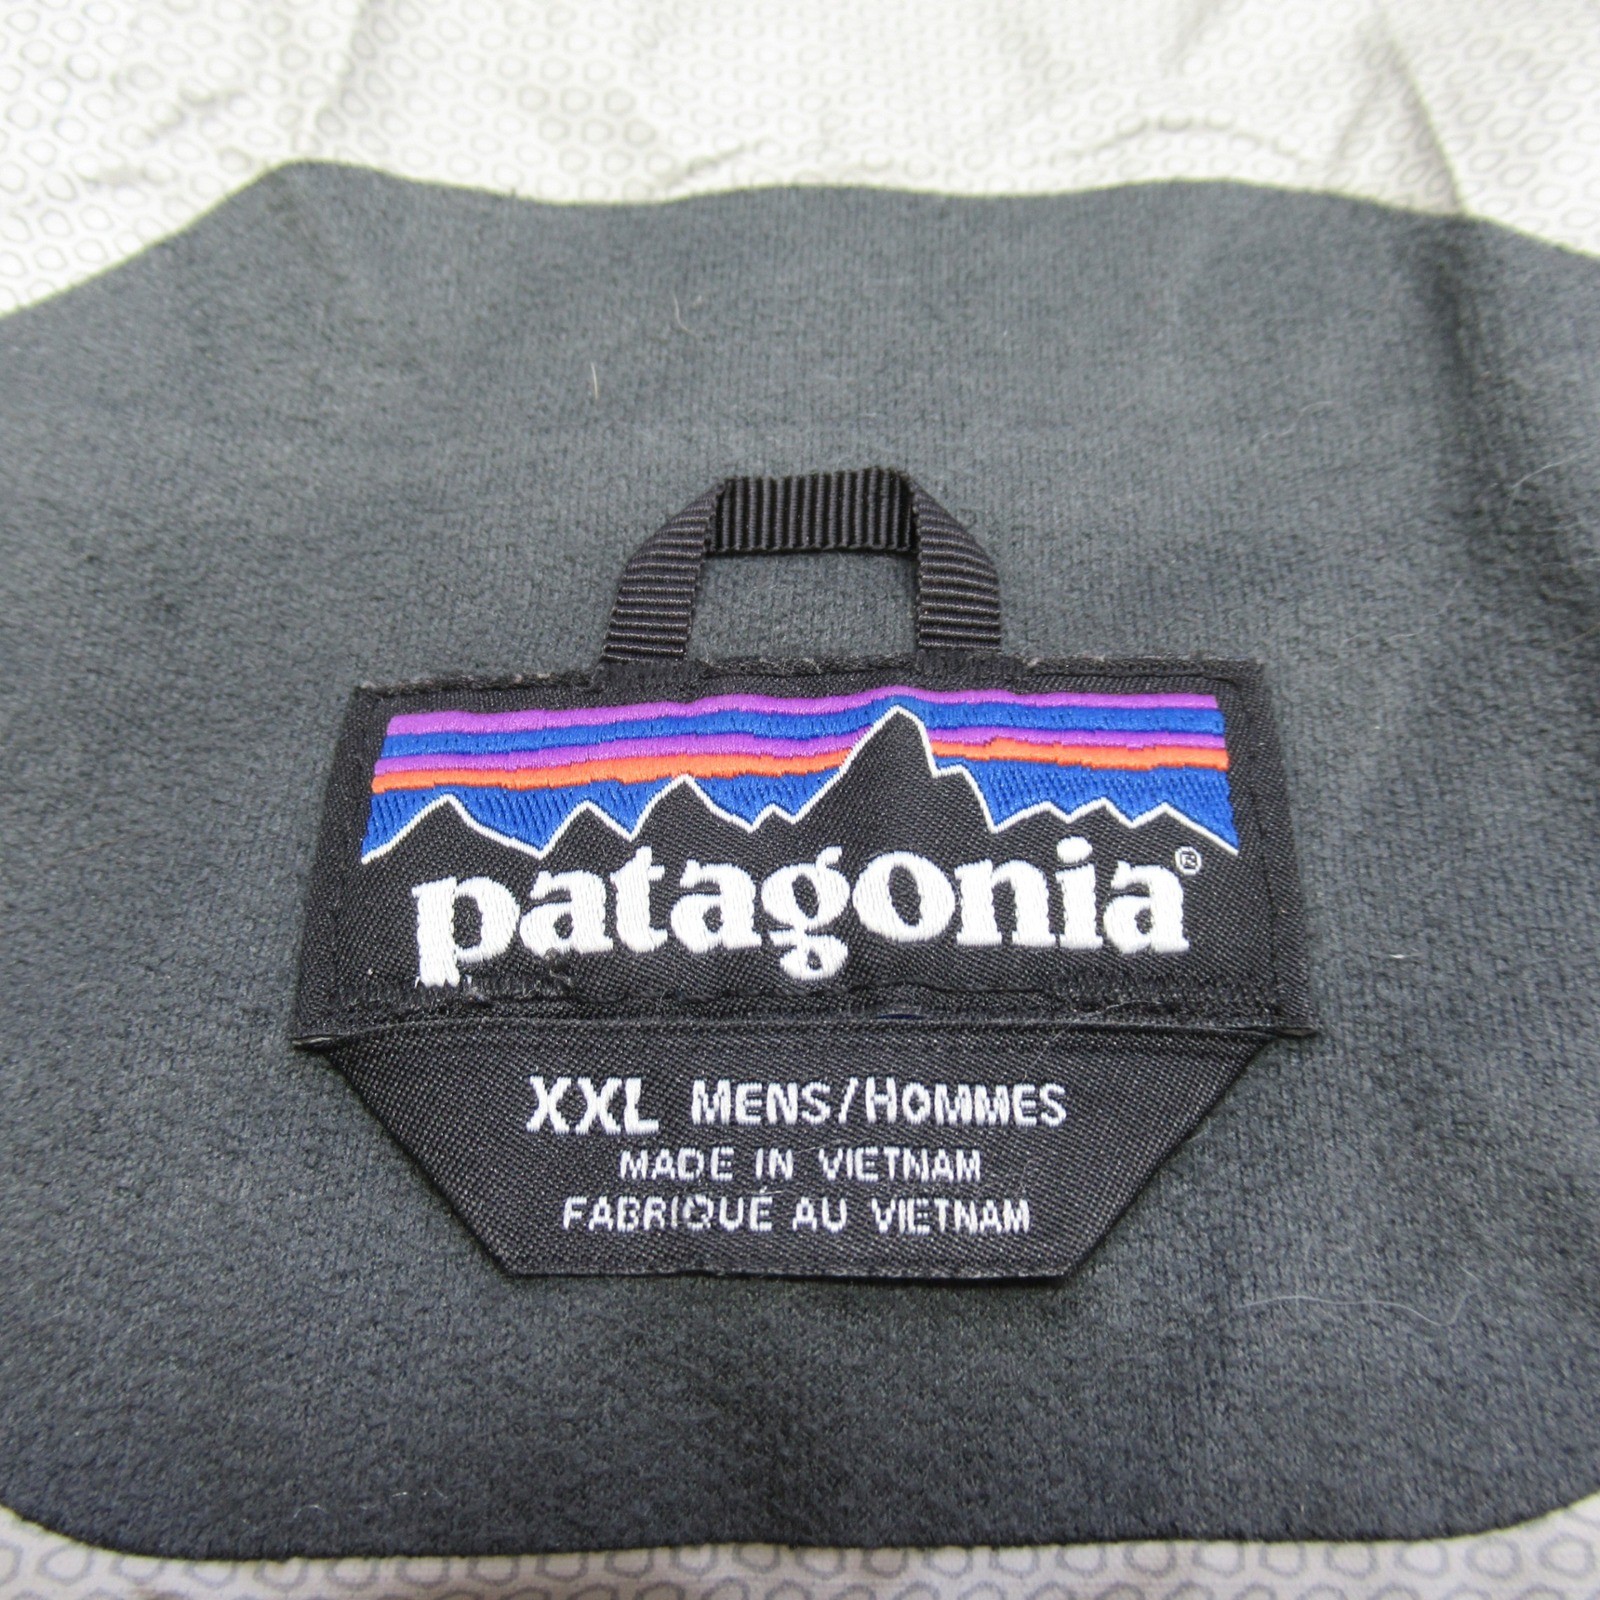 patagonia®
XXL MENS/HOMMES
MADE IN VIETNAM
FABRIQUÉ AU VIETNAM